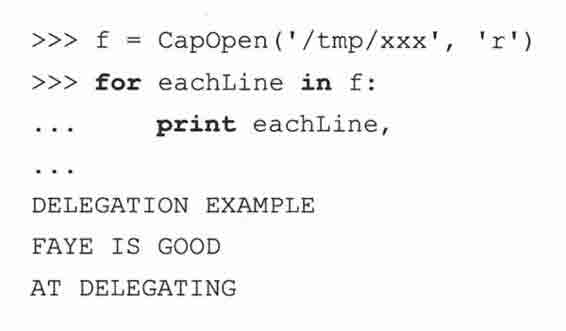 >>> f = CapOpen('/tmp/xxx', 'r')
>>> for eachLine in f:
...     print eachLine,
...
DELEGATION EXAMPLE
FAYE IS GOOD
AT DELEGATING